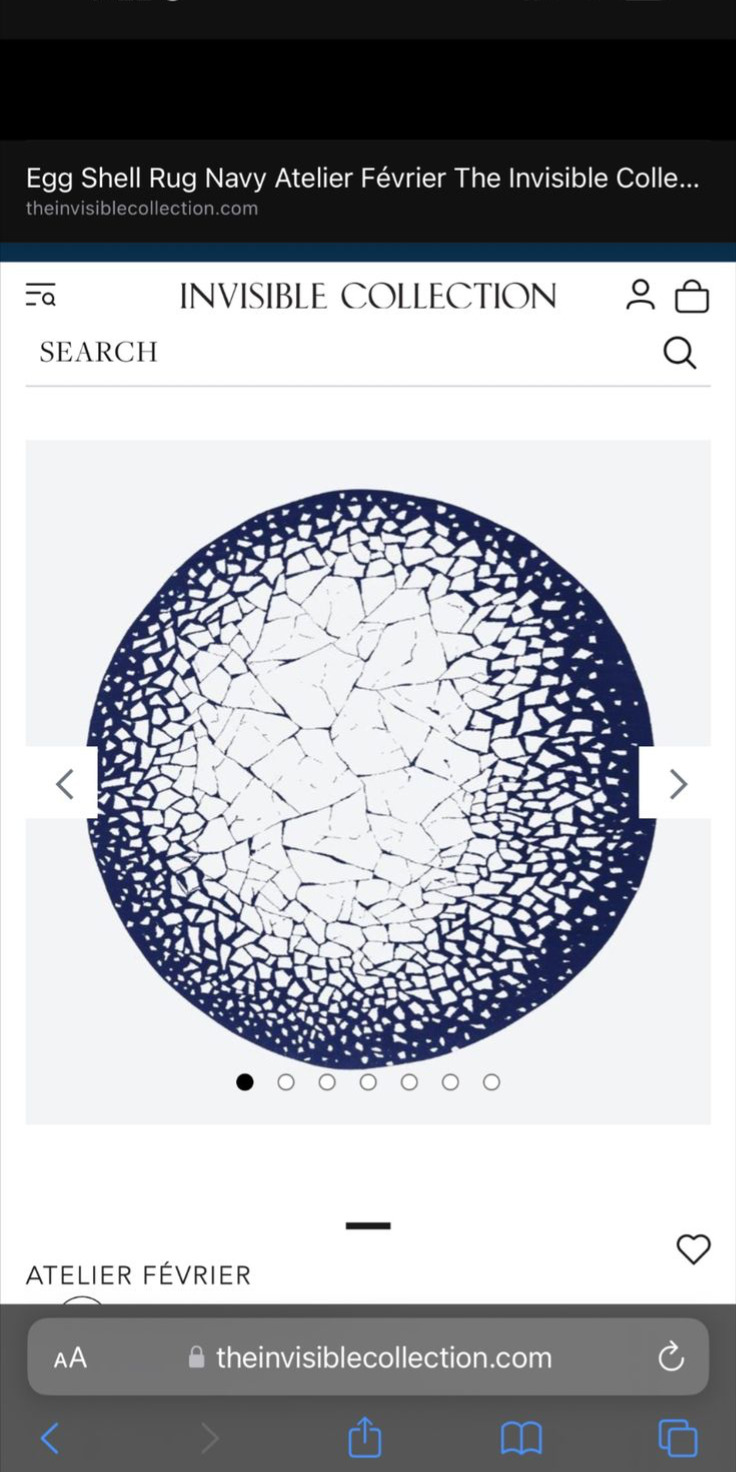 Egg Shell Rug Navy Atelier Février The Invisible Colle...
theinvisiblecollection.com
INVISIBLE COLLECTION
SEARCH
ATELIER FÉVRIER
AA
theinvisiblecollection.com